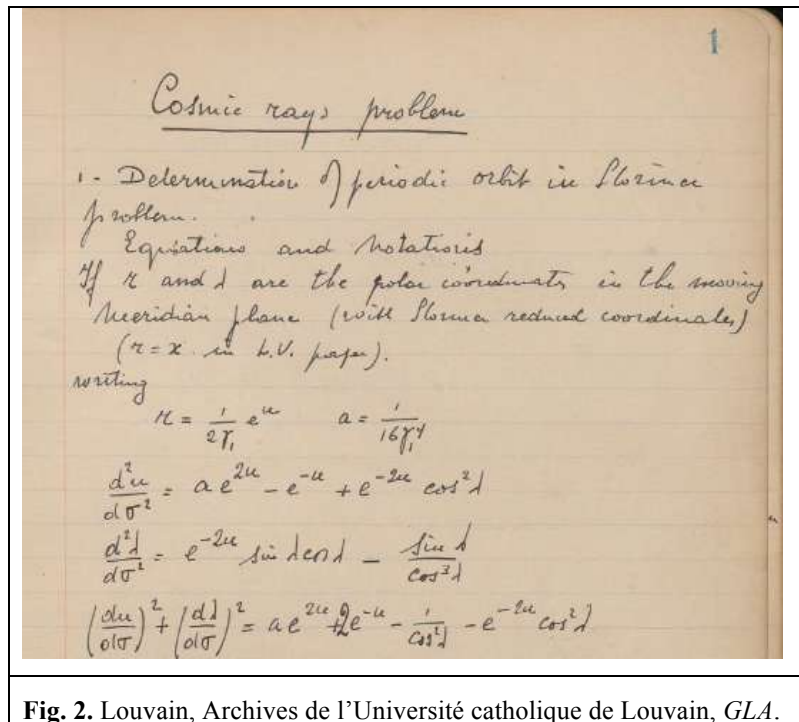 1
Cosmic rays problem
1 - Determination of periodic orbit in Störmer
problem.
Equations and Notations
If r and λ are the polar coordinates in the moving
meridian plane (with Störmer reduced coordinates)
(r = x in L.V. paper).
writing
r = 1/(2γ₁) e^u a = 1/(16γ₁⁴)
d²u/dσ² = a e^{2u} - e^{-u} + e^{-2u} cos²λ
d²λ/dσ² = e^{-2u} sin λ cos λ - sin λ/cos³λ
(du/dσ)² + (dλ/dσ)² = a e^{2u} + 2e^{-u} - 1/cos²λ - e^{-2u} cos²λ
Fig. 2. Louvain, Archives de l'Université catholique de Louvain, GLA.